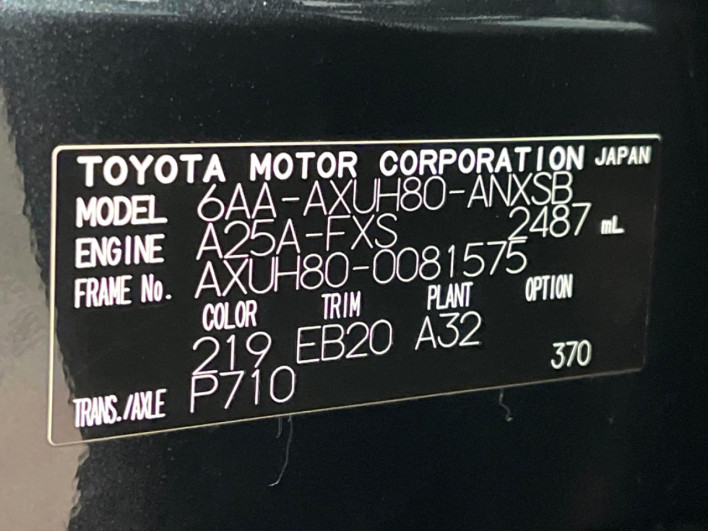 TOYOTA MOTOR CORPORATION JAPAN
MODEL 6AA-AXUH80-ANXSB
ENGINE A25A-FXS 2487 mL
FRAME No. AXUH80-0081575
COLOR TRIM PLANT OPTION
219 EB20 A32 370
TRANS./AXLE P710